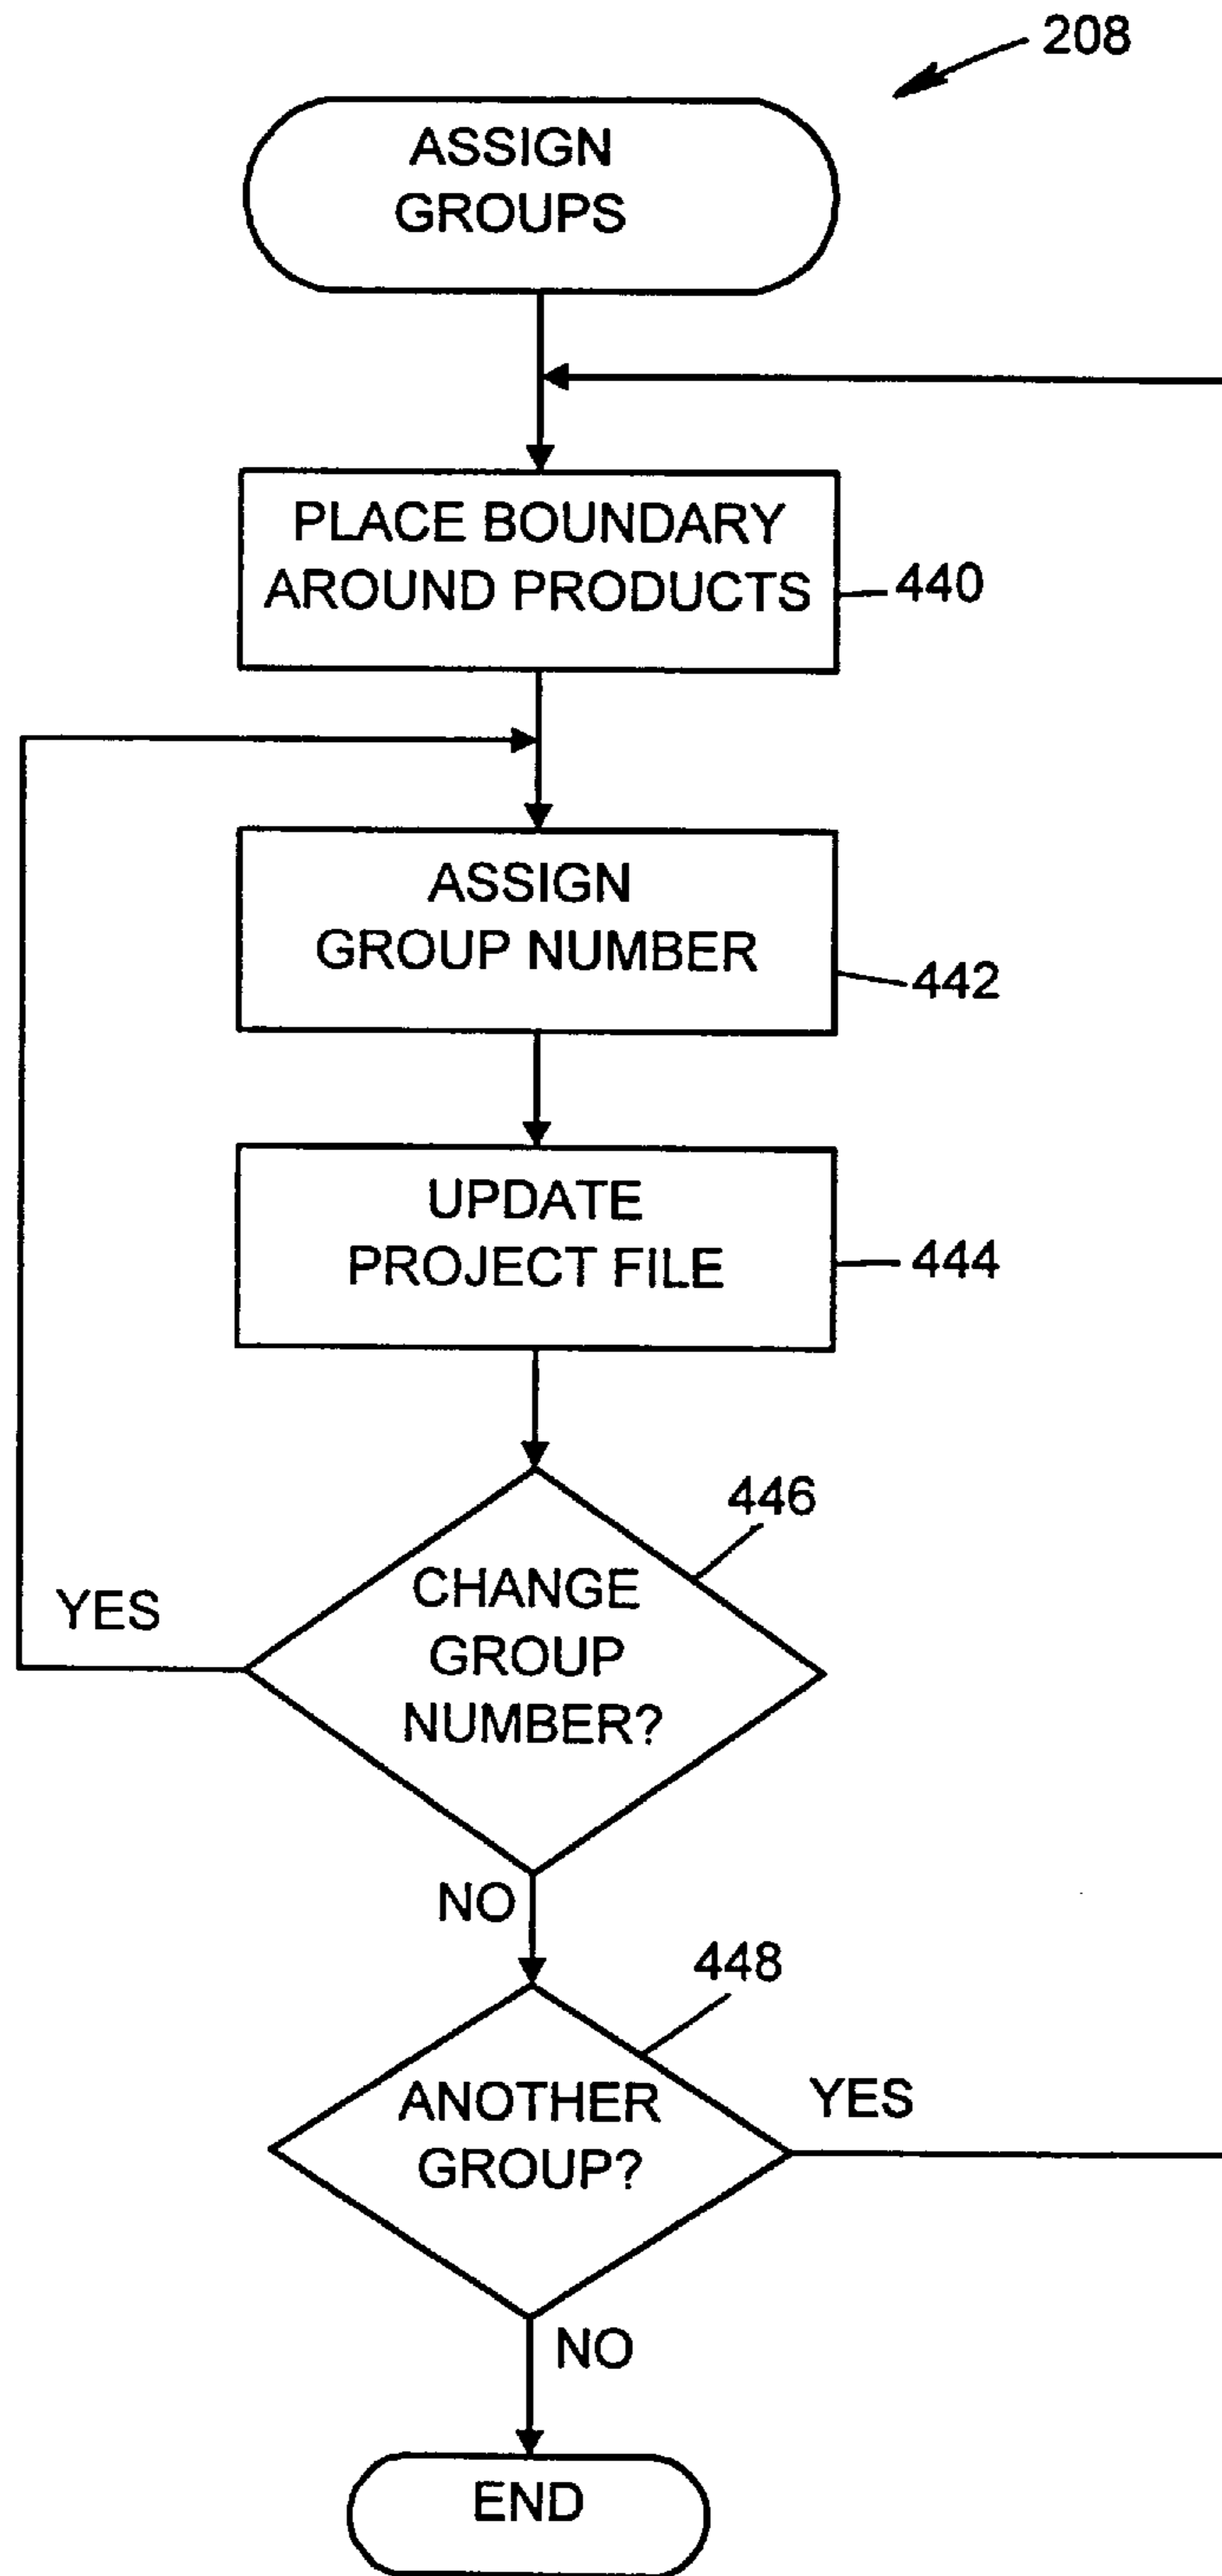 208
ASSIGN
GROUPS
PLACE BOUNDARY
AROUND PRODUCTS
440
ASSIGN
GROUP NUMBER
442
UPDATE
PROJECT FILE
444
446
CHANGE
GROUP
NUMBER?
YES
NO
448
ANOTHER
GROUP?
YES
NO
END